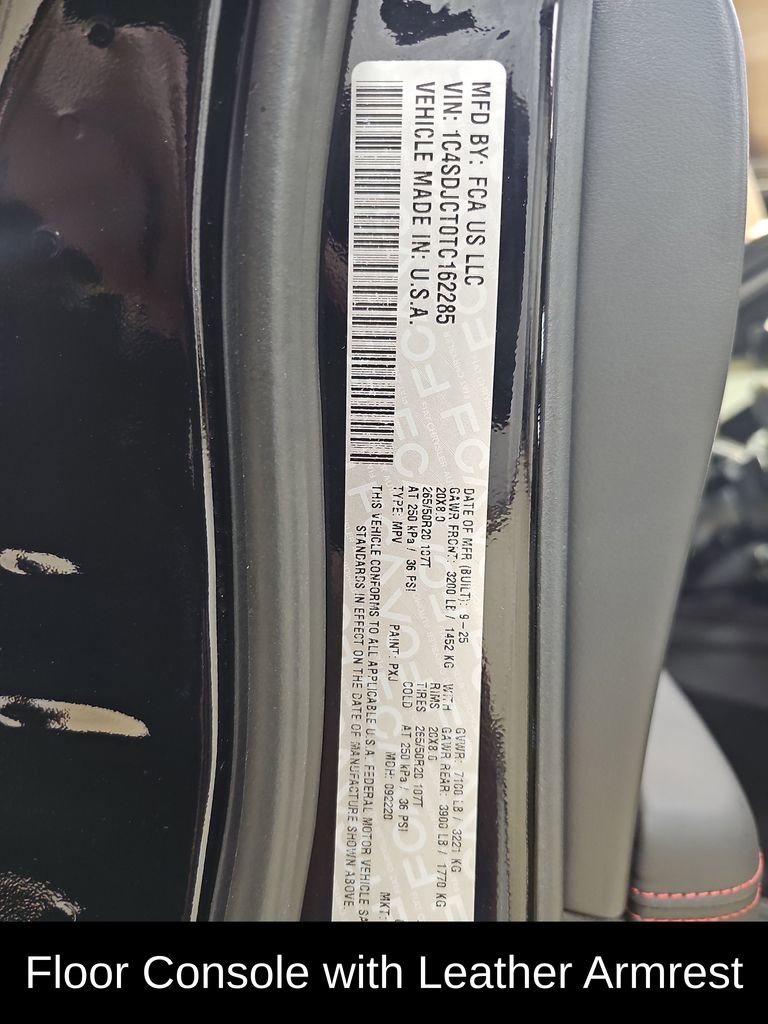 MFD BY: FCA US LLC
VIN: 1C4SDJCT0TC162285
VEHICLE MADE IN: U.S.A.
DATE OF MFR (BUILT): 9-25
GVWR: 7100 LB / 3221 KG
GAWR FRONT: 3200 LB / 1452 KG WITH
GAWR REAR: 3900 LB / 1770 KG
20X8.0 RIMS 20X8.0
265/50R20 107T TIRES 265/50R20 107T
AT 250 kPa / 36 PSI COLD AT 250 kPa / 36 PSI
TYPE: MPV PAINT: PXJ MDH: 092220 MKT:
THIS VEHICLE CONFORMS TO ALL APPLICABLE U.S.A. FEDERAL MOTOR VEHICLE
STANDARDS IN EFFECT ON THE DATE OF MANUFACTURE SHOWN ABOVE.
Floor Console with Leather Armrest